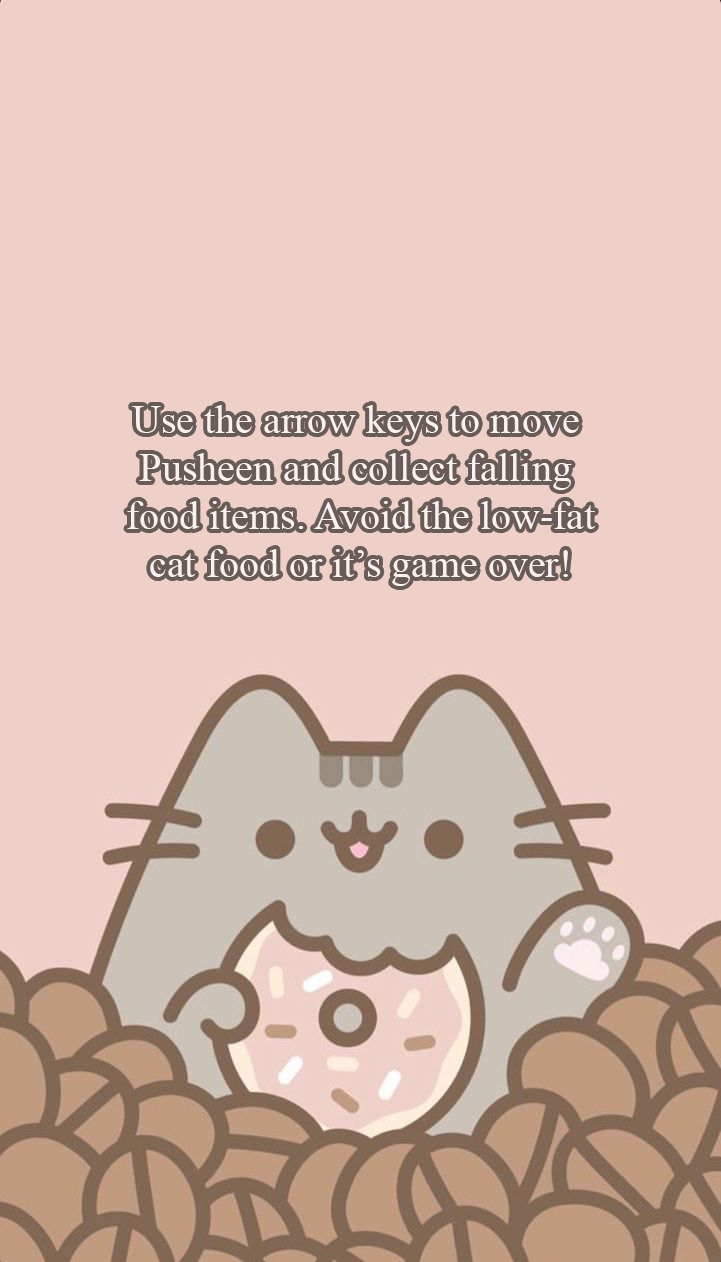 Use the arrow keys to move
Pusheen and collect falling
food items. Avoid the low-fat
cat food or it’s game over!